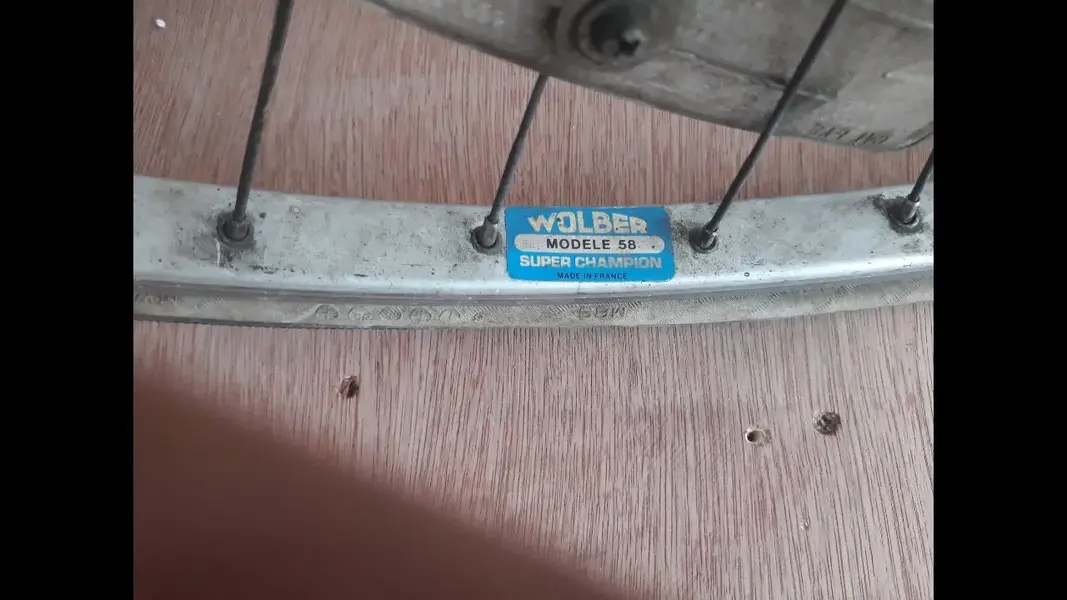 WOLBER
MODELE 58
SUPER CHAMPION
MADE IN FRANCE